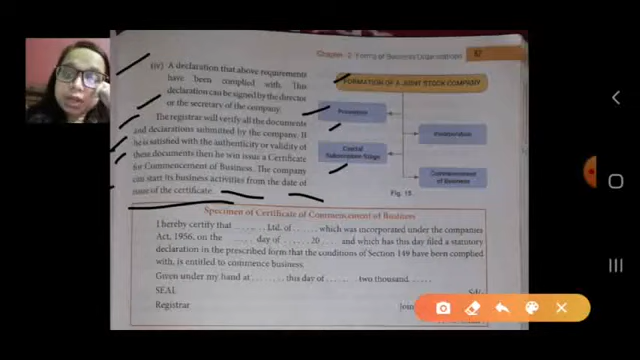 Chapter-2 Forms of Business Organisations
(iv) A declaration that above requirements
have been complied with. This
declaration can be signed by the director
or the secretary of the company.
The registrar will verify all the documents
and declarations submitted by the company. If
he is satisfied with the authenticity or validity of
these documents then he will issue a Certificate
for Commencement of Business. The company
can start its business activities from the date of
issue of the certificate.
FORMATION OF A JOINT STOCK COMPANY
Promotion
Incorporation
Capital
Subscription Stage
Commencement
of Business
Fig. 15
Specimen of Certificate of Commencement of Business
I hereby certify that ....... Ltd. of ...... which was incorporated under the companies
Act, 1956, on the ..... day of ...... 20 ... and which has this day filed a statutory
declaration in the prescribed form that the conditions of Section 149 have been complied
with, is entitled to commence business.
Given under my hand at ........ this day of ...... two thousand .....
SEAL
Registrar